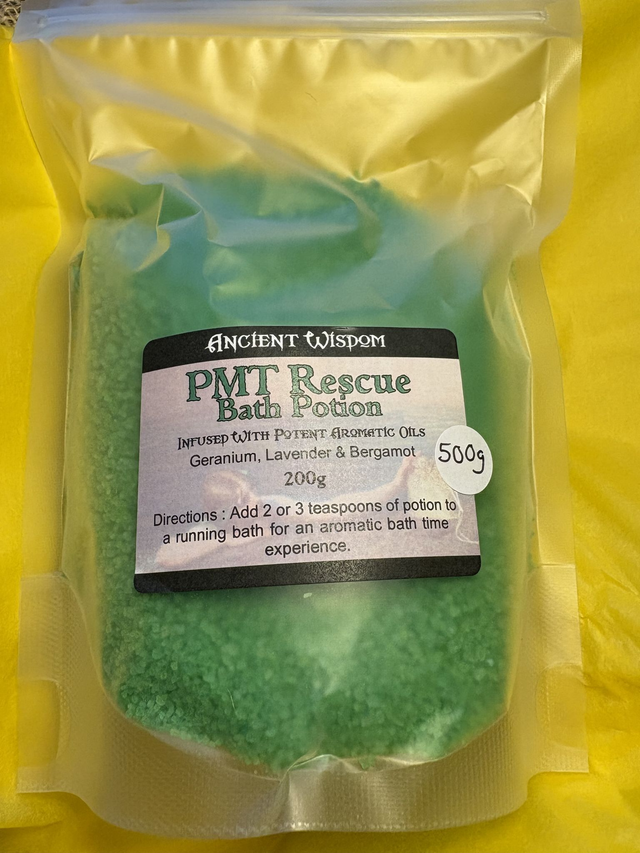 Ancient Wisdom
PMT Rescue
Bath Potion
Infused With Potent Aromatic Oils
Geranium, Lavender & Bergamot
200g
500g
Directions : Add 2 or 3 teaspoons of potion to
a running bath for an aromatic bath time
experience.